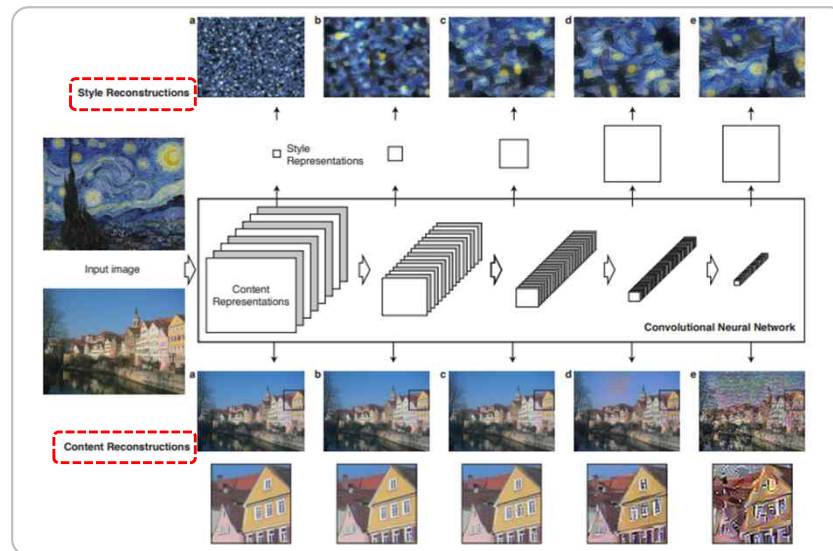 a b c d e
Style Reconstructions
Style
Representations
Input image
Content
Representations
Convolutional Neural Network
a b c d e
Content Reconstructions